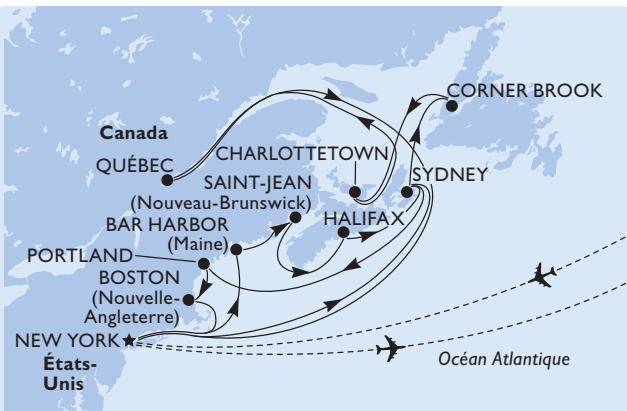 CORNER BROOK
Canada
CHARLOTTETOWN
QUÉBEC
SYDNEY
SAINT-JEAN
(Nouveau-Brunswick)
HALIFAX
BAR HARBOR
(Maine)
PORTLAND
BOSTON
(Nouvelle-
Angleterre)
NEW YORK
États-
Unis
Océan Atlantique